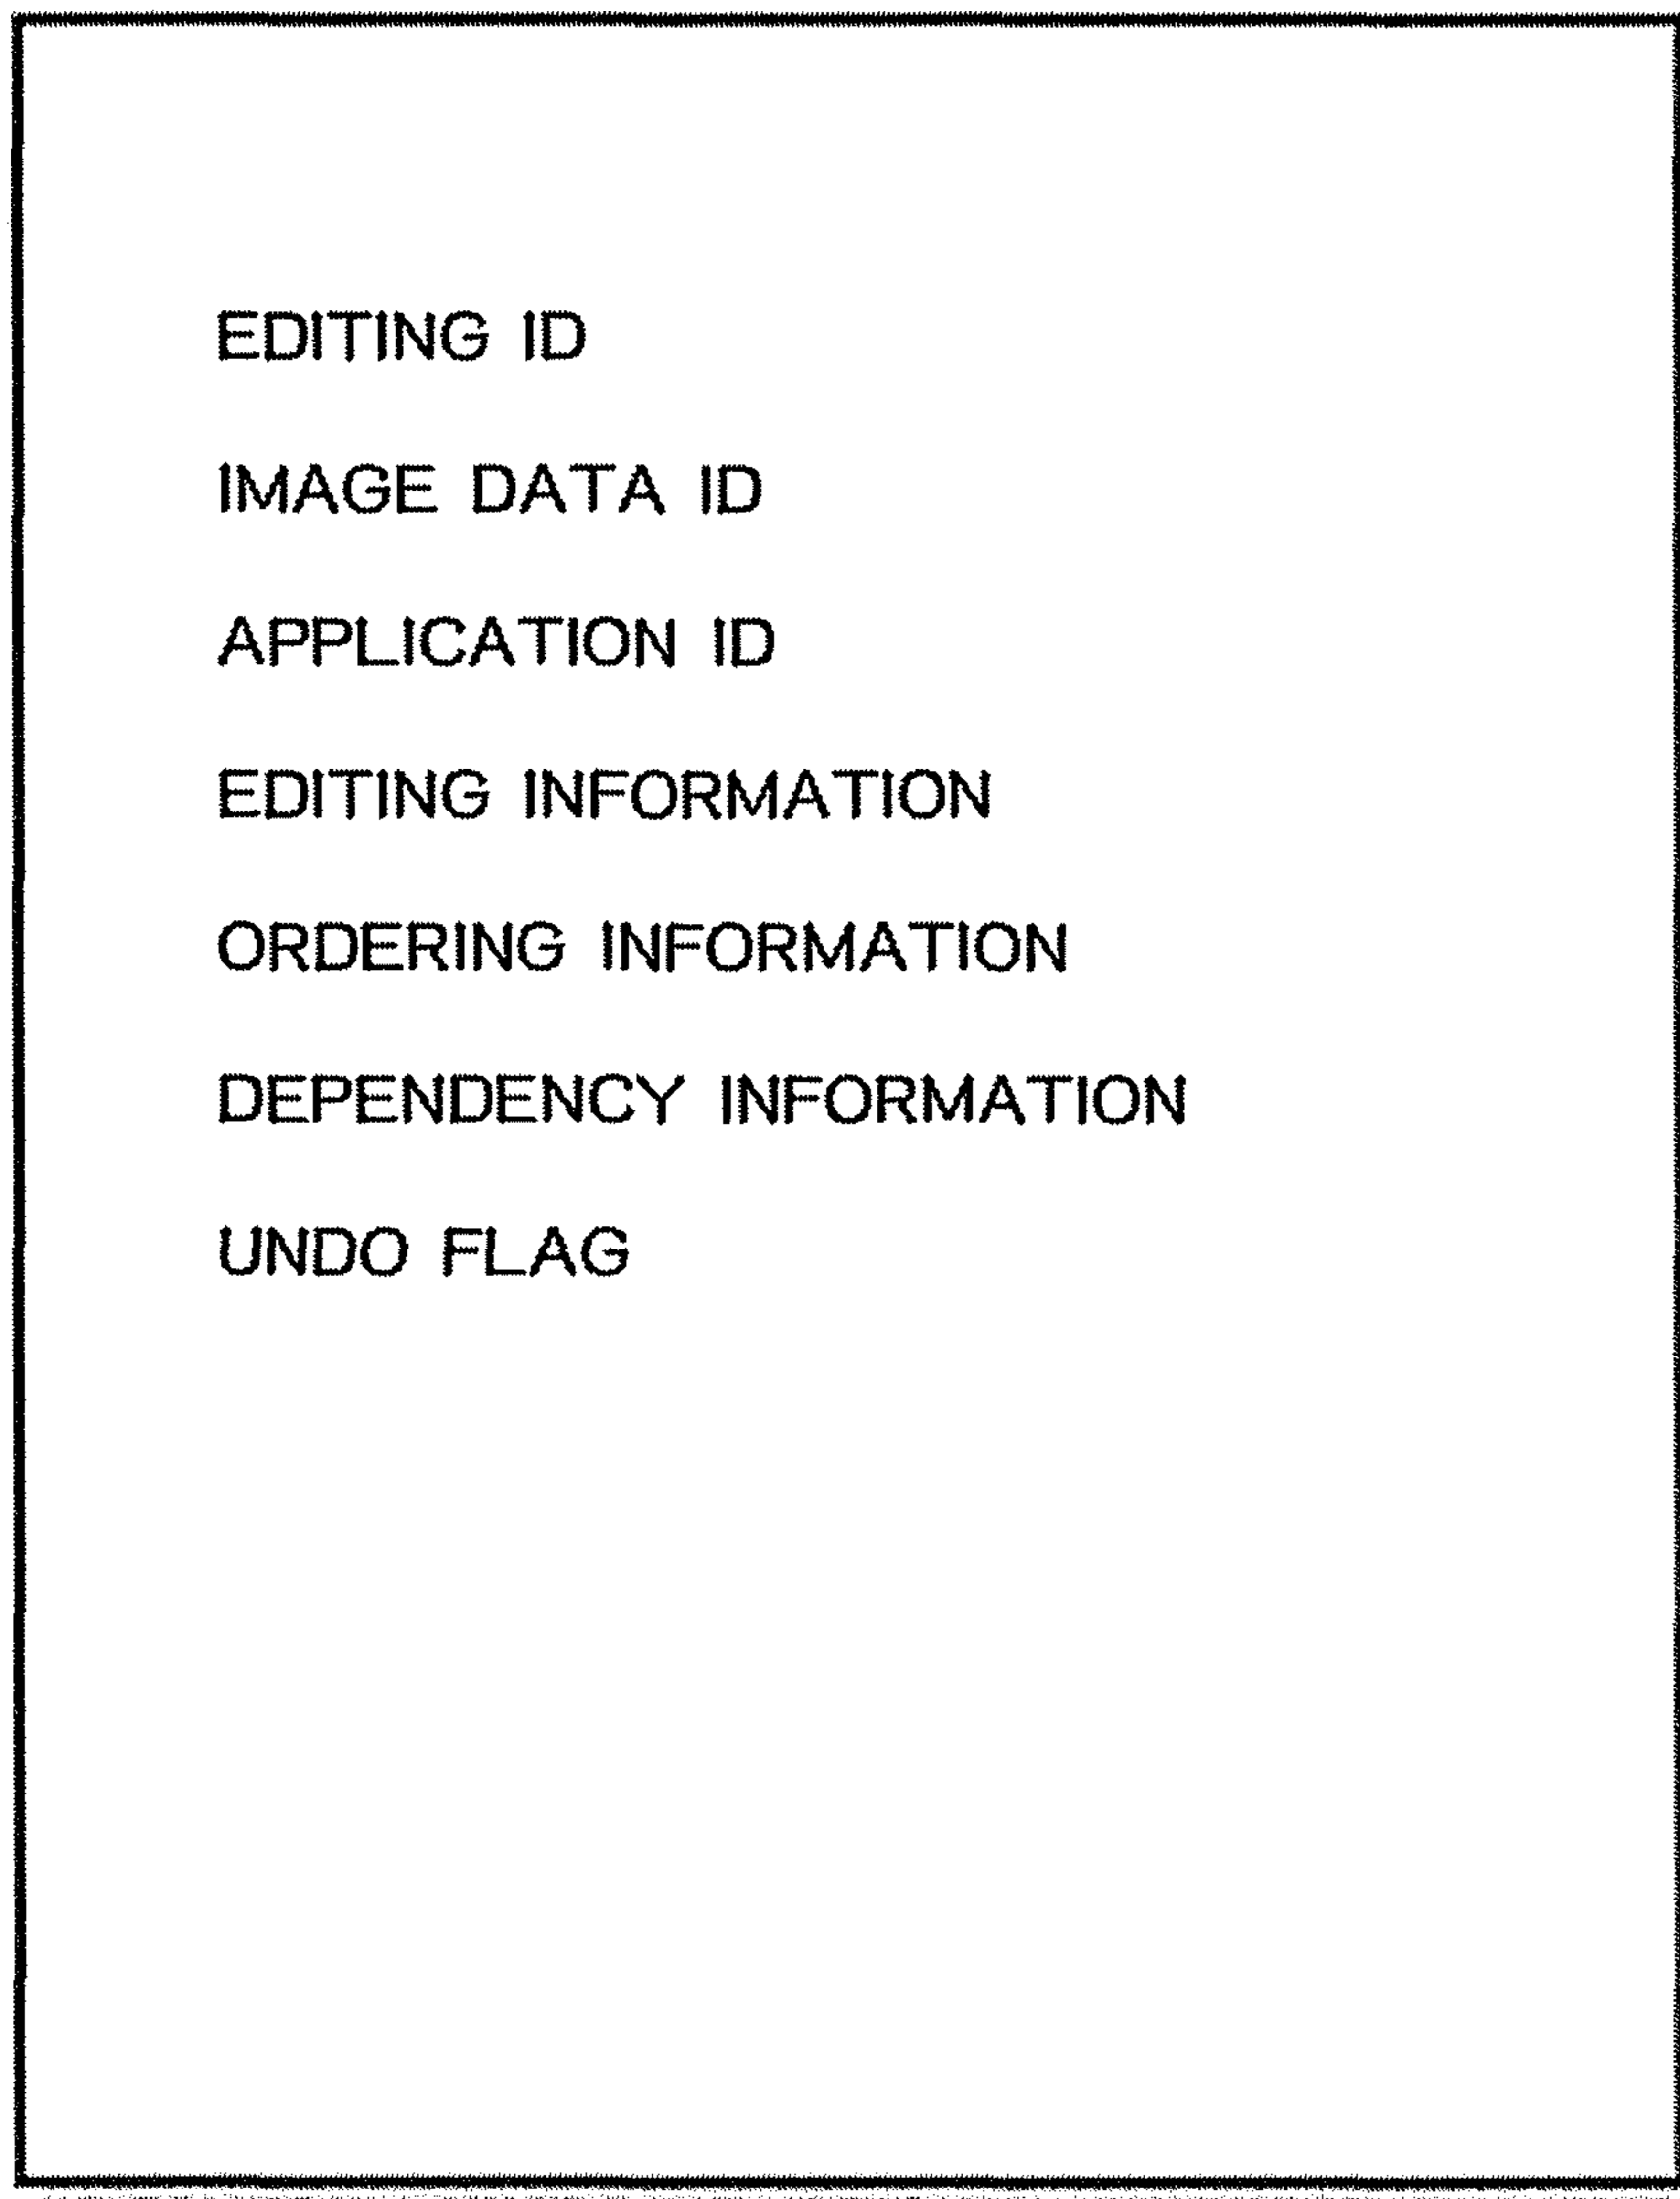 EDITING ID
IMAGE DATA ID
APPLICATION ID
EDITING INFORMATION
ORDERING INFORMATION
DEPENDENCY INFORMATION
UNDO FLAG